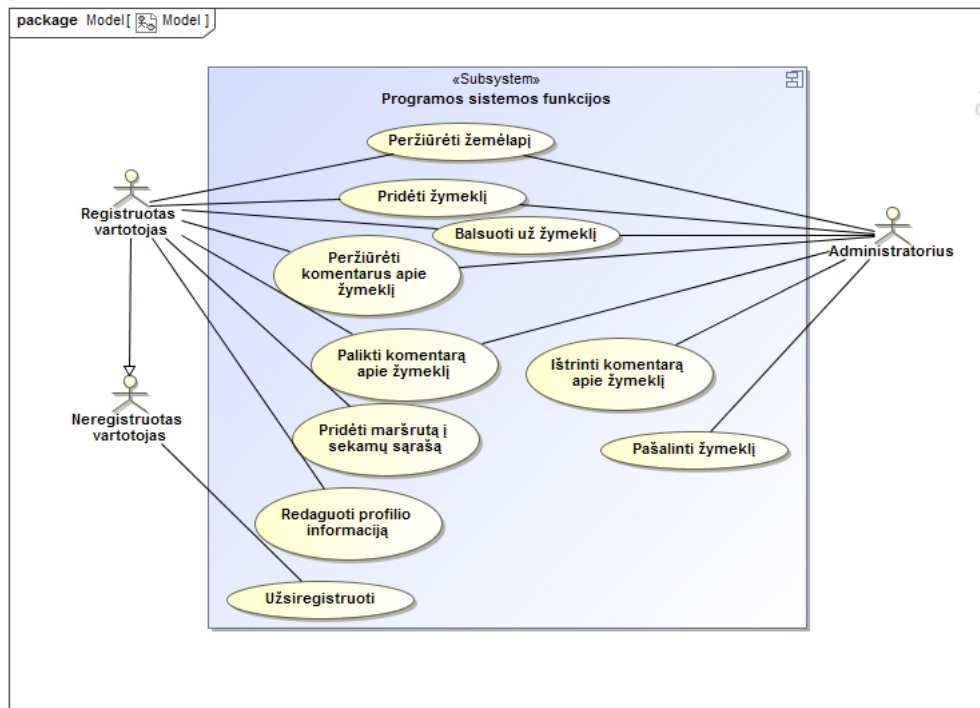 package Model[ Model ]
«Subsystem»
Programos sistemos funkcijos
Peržiūrėti žemėlapį
Pridėti žymeklį
Registruotas
vartotojas
Balsuoti už žymeklį
Administratorius
Peržiūrėti
komentarus apie
žymeklį
Palikti komentarą
apie žymeklį
Ištrinti komentarą
apie žymeklį
Neregistruotas
vartotojas
Pridėti maršrutą į
sekamų sąrašą
Pašalinti žymeklį
Redaguoti profilio
informaciją
Užsiregistruoti